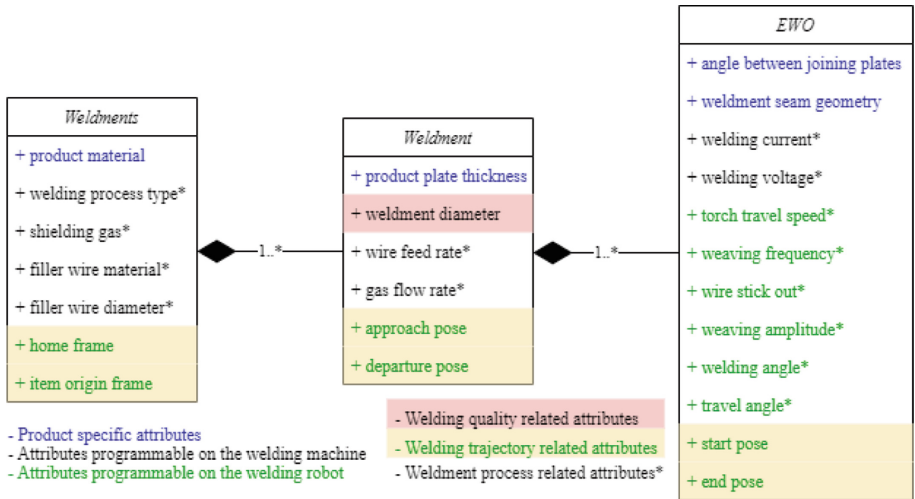 Weldments
+ product material
+ welding process type*
+ shielding gas*
+ filler wire material*
+ filler wire diameter*
+ home frame
+ item origin frame
1..*
Weldment
+ product plate thickness
+ weldment diameter
+ wire feed rate*
+ gas flow rate*
+ approach pose
+ departure pose
1..*
EWO
+ angle between joining plates
+ weldment seam geometry
+ welding current*
+ welding voltage*
+ torch travel speed*
+ weaving frequency*
+ wire stick out*
+ weaving amplitude*
+ welding angle*
+ travel angle*
+ start pose
+ end pose
- Product specific attributes
- Attributes programmable on the welding machine
- Attributes programmable on the welding robot
- Welding quality related attributes
- Welding trajectory related attributes
- Weldment process related attributes*